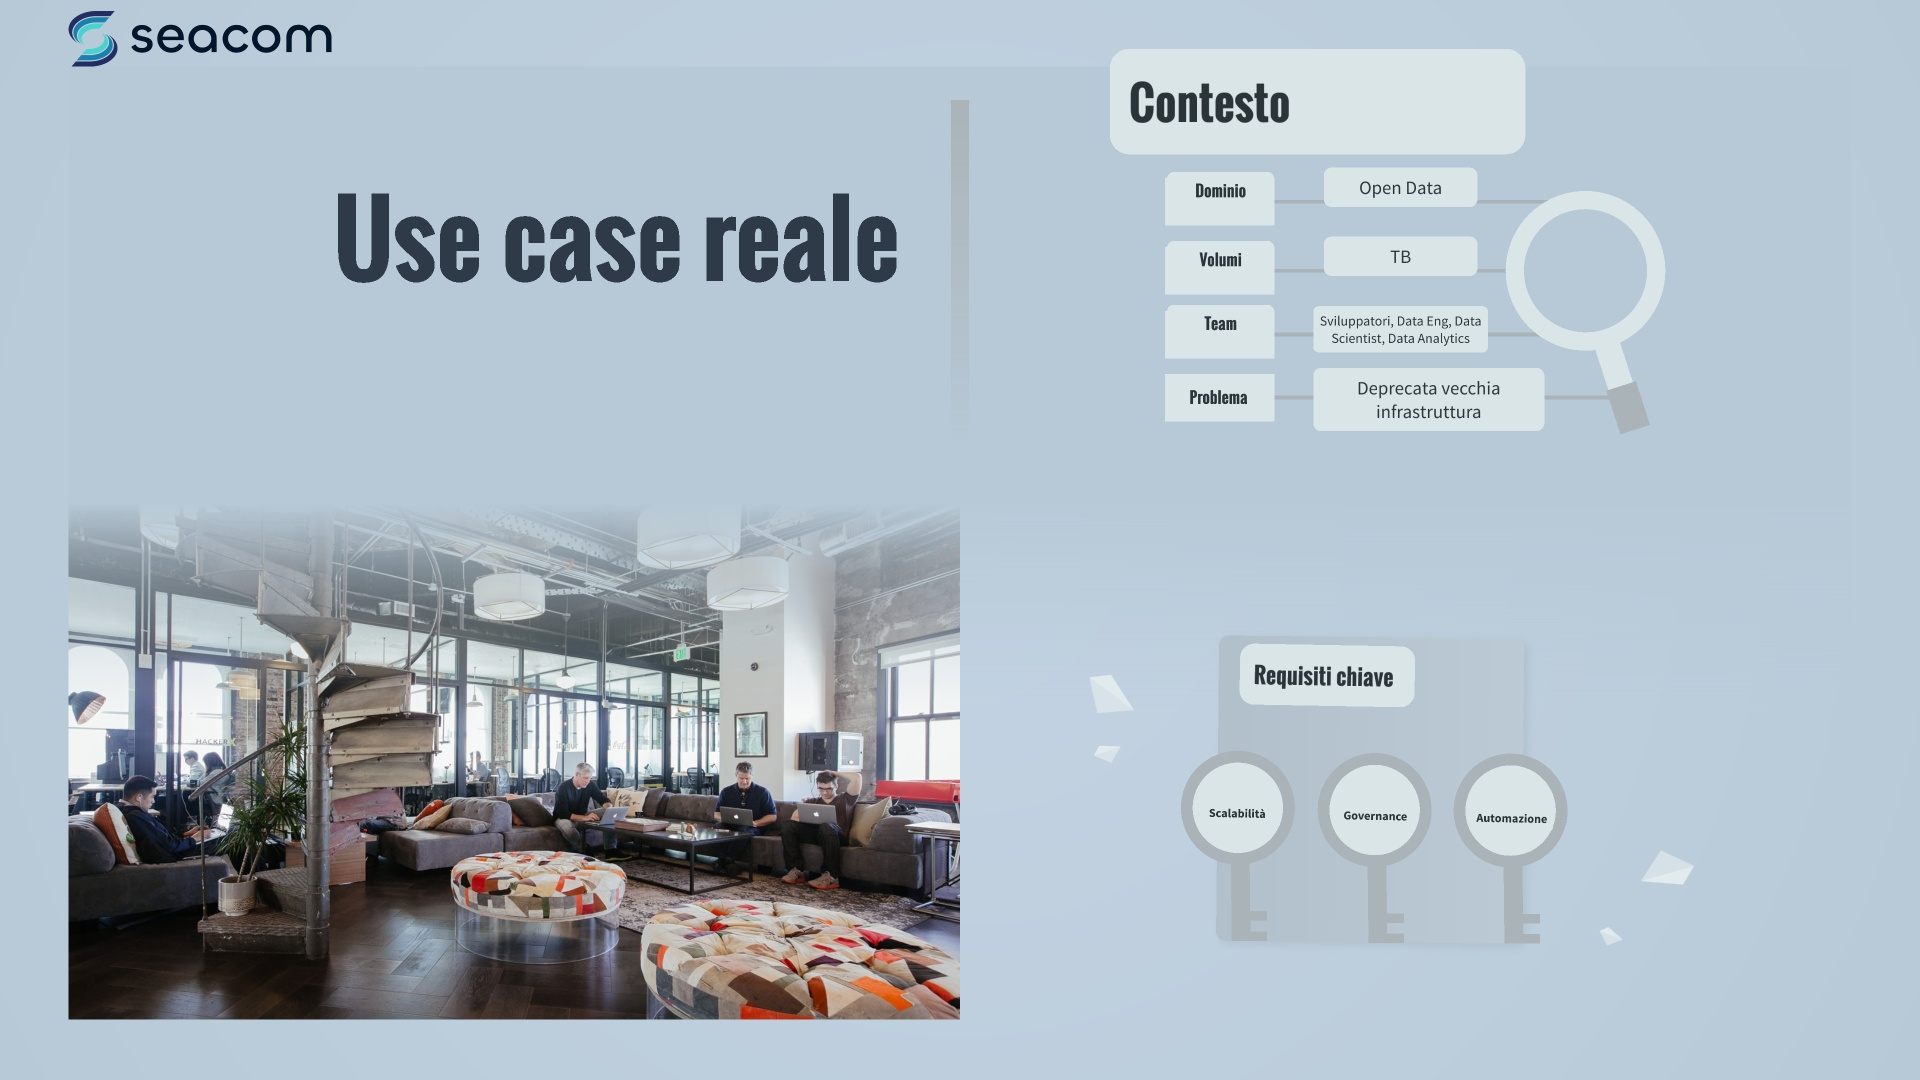 seacom
Use case reale
Contesto
Dominio
Open Data
Volumi
TB
Team
Sviluppatori, Data Eng, Data
Scientist, Data Analytics
Problema
Deprecata vecchia
infrastruttura
HACKER
Requisiti chiave
Scalabilità
Governance
Automazione